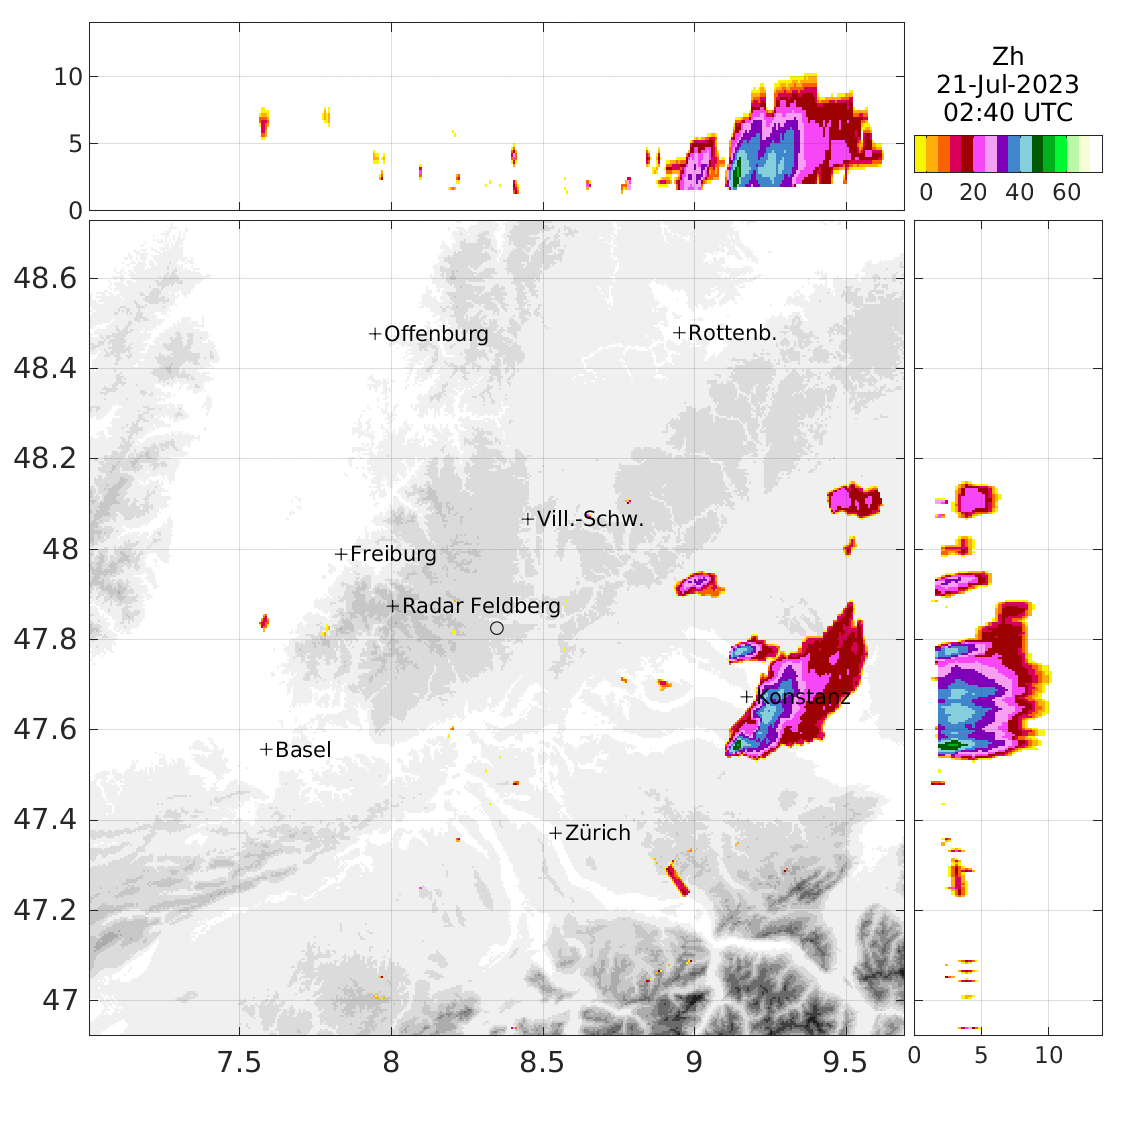 10
5
0
Zh
21-Jul-2023
02:40 UTC
0 20 40 60
48.6
48.4
48.2
48
47.8
47.6
47.4
47.2
47
+Offenburg
+Rottenb.
+Vill.-Schw.
+Freiburg
+Radar Feldberg
+Konstanz
+Basel
+Zürich
7.5 8 8.5 9 9.5
0 5 10